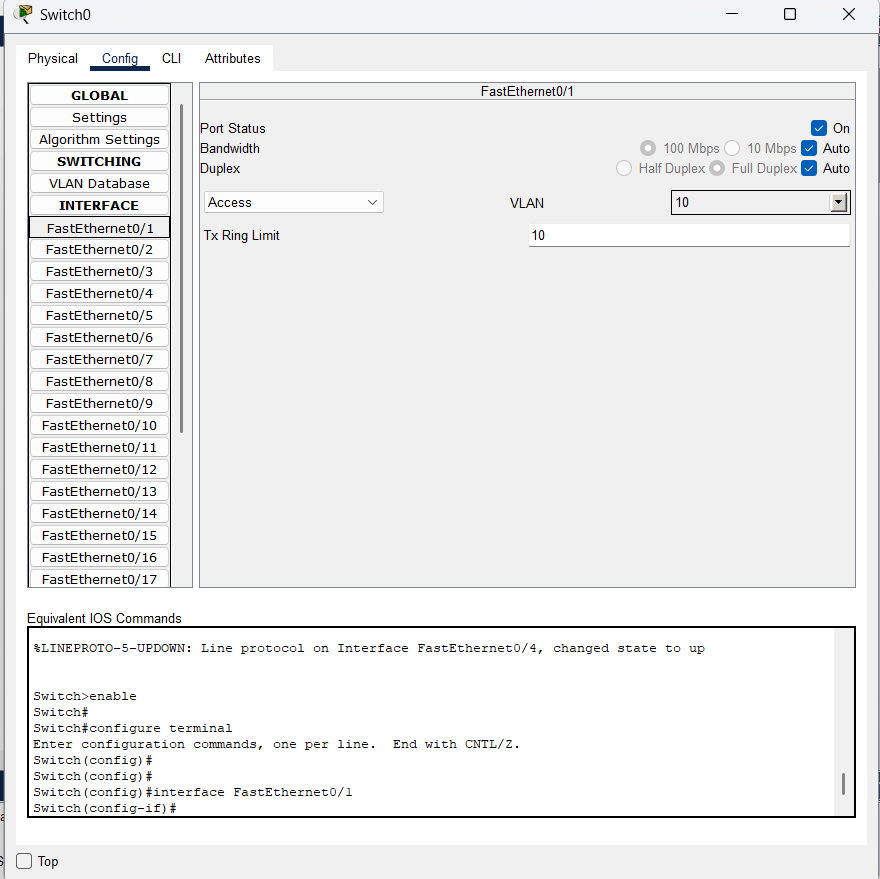 Switch0
Physical Config CLI Attributes
GLOBAL
Settings
Algorithm Settings
SWITCHING
VLAN Database
INTERFACE
FastEthernet0/1
FastEthernet0/2
FastEthernet0/3
FastEthernet0/4
FastEthernet0/5
FastEthernet0/6
FastEthernet0/7
FastEthernet0/8
FastEthernet0/9
FastEthernet0/10
FastEthernet0/11
FastEthernet0/12
FastEthernet0/13
FastEthernet0/14
FastEthernet0/15
FastEthernet0/16
FastEthernet0/17
FastEthernet0/1
Port Status On
Bandwidth 100 Mbps 10 Mbps Auto
Duplex Half Duplex Full Duplex Auto
Access VLAN 10
Tx Ring Limit 10
Equivalent IOS Commands
%LINEPROTO-5-UPDOWN: Line protocol on Interface FastEthernet0/4, changed state to up
Switch>enable
Switch#
Switch#configure terminal
Enter configuration commands, one per line.  End with CNTL/Z.
Switch(config)#
Switch(config)#
Switch(config)#interface FastEthernet0/1
Switch(config-if)#
Top